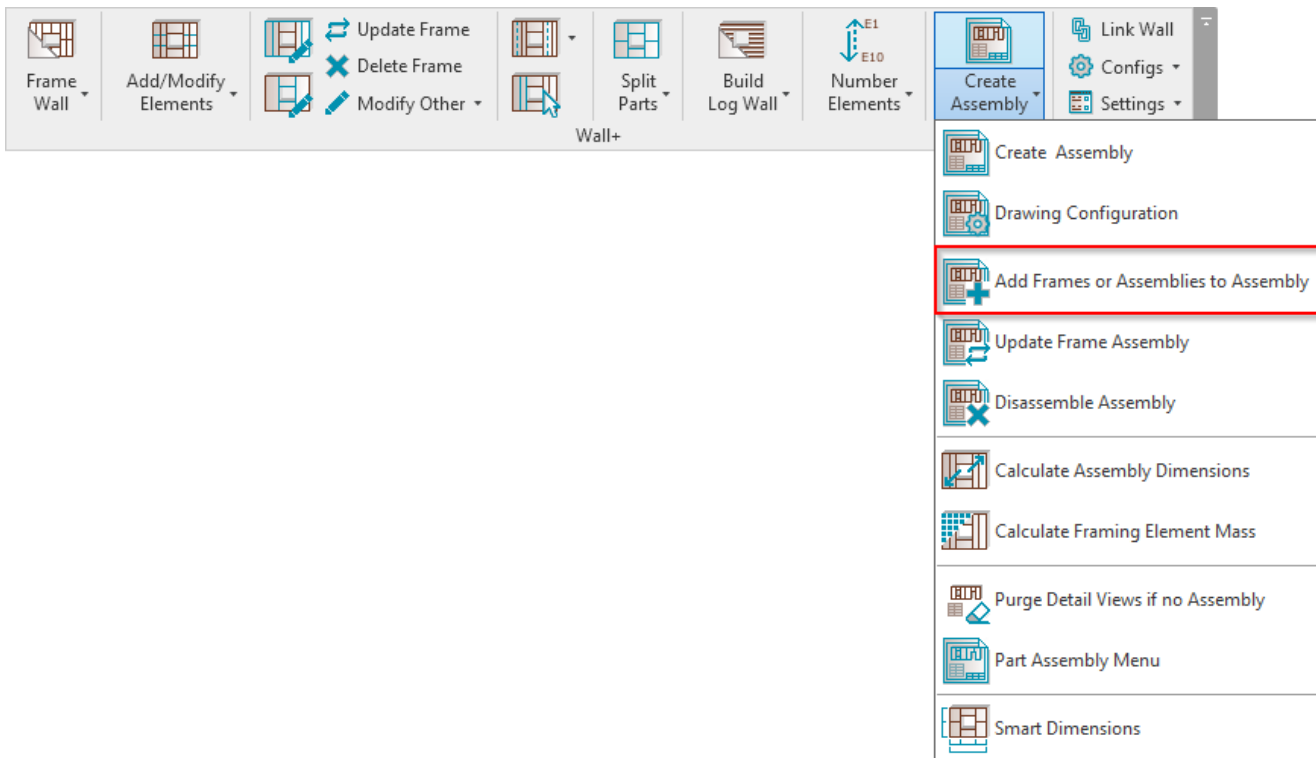 Frame
Wall
Add/Modify
Elements
Update Frame
Delete Frame
Modify Other
Split
Parts
Build
Log Wall
E1
E10
Number
Elements
Create
Assembly
Link Wall
Configs
Settings
Wall+
Create Assembly
Drawing Configuration
Add Frames or Assemblies to Assembly
Update Frame Assembly
Disassemble Assembly
Calculate Assembly Dimensions
Calculate Framing Element Mass
Purge Detail Views if no Assembly
Part Assembly Menu
Smart Dimensions